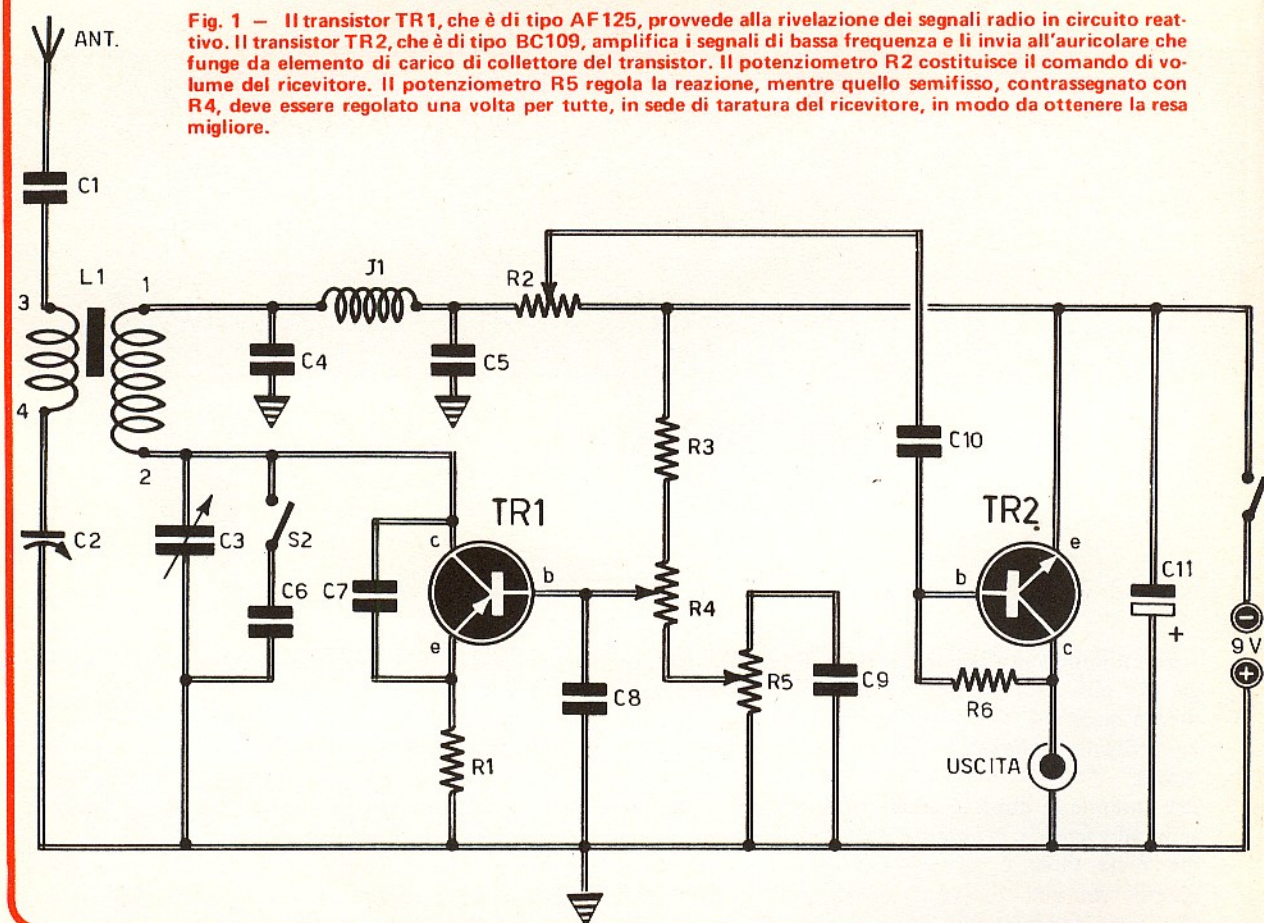 Fig. 1 — Il transistor TR1, che è di tipo AF125, provvede alla rivelazione dei segnali radio in circuito reat-
tivo. Il transistor TR2, che è di tipo BC109, amplifica i segnali di bassa frequenza e li invia all'auricolare che
funge da elemento di carico di collettore del transistor. Il potenziometro R2 costituisce il comando di vo-
lume del ricevitore. Il potenziometro R5 regola la reazione, mentre quello semifisso, contrassegnato con
R4, deve essere regolato una volta per tutte, in sede di taratura del ricevitore, in modo da ottenere la resa
migliore.
ANT.
C1
L1
3
1
J1
R2
4
2
C4
C5
R3
C10
C2
C3
S2
C6
C7
TR1
c
b
e
R4
TR2
e
b
c
C11
+
-
9 V
+
R1
C8
R5
C9
R6
USCITA